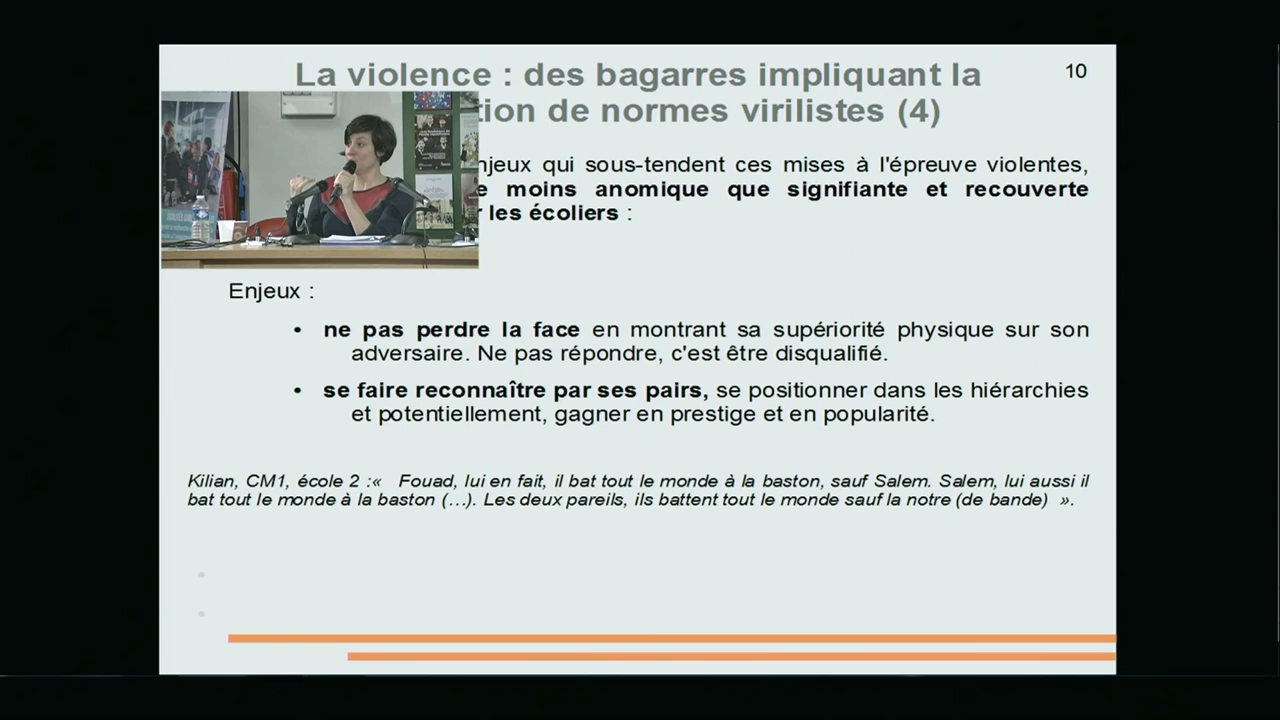 La violence : des bagarres impliquant la
10
de normes virilistes (4)
qui sous-tendent ces mises à l'épreuve violentes,
moins anomique que signifiante et recouverte
les écoliers :
Enjeux :
• ne pas perdre la face en montrant sa supériorité physique sur son
adversaire. Ne pas répondre, c'est être disqualifié.
• se faire reconnaître par ses pairs, se positionner dans les hiérarchies
et potentiellement, gagner en prestige et en popularité.
Kilian, CM1, école 2 :« Fouad, lui en fait, il bat tout le monde à la baston, sauf Salem. Salem, lui aussi il
bat tout le monde à la baston (...). Les deux pareils, ils battent tout le monde sauf la notre (de bande) ».